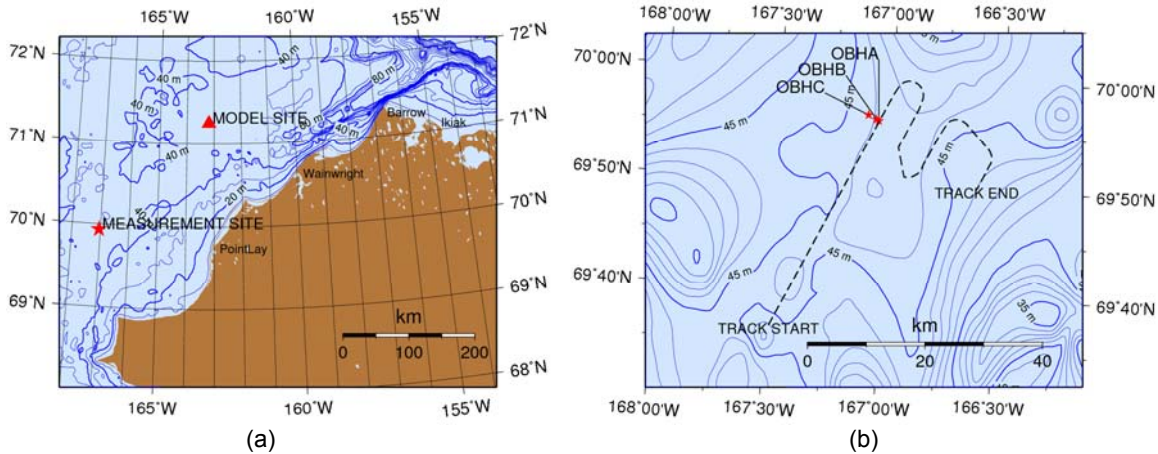 165°W 160°W 155°W
72°N
72°N
40 m
80 m
40 m
40 m
MODEL SITE
60 m
40 m
Barrow
Ikiak
71°N
71°N
40 m
Wainwright
20 m
70°N
70°N
40 m
MEASUREMENT SITE
PointLay
69°N
69°N
km
0 100 200
68°N
165°W 160°W 155°W
(a)
168°00'W 167°30'W 167°00'W 166°30'W
70°00'N
70°00'N
OBHA
OBHB
OBHC
45 m
45 m
45 m
69°50'N
69°50'N
TRACK END
45 m
45 m
69°40'N
69°40'N
35 m
TRACK START
km
0 20 40
168°00'W 167°30'W 167°00'W 166°30'W
(b)